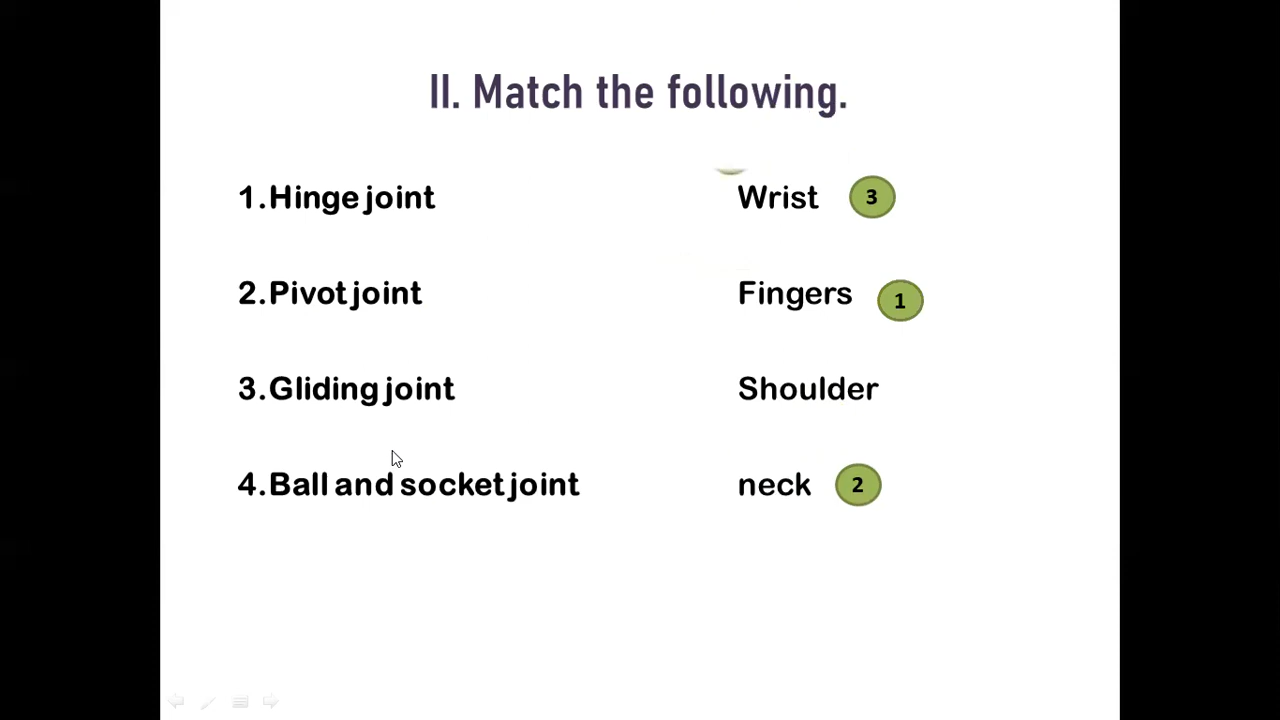 II. Match the following.
1.Hinge joint Wrist 3
2.Pivot joint Fingers 1
3.Gliding joint Shoulder
4.Ball and socket joint neck 2